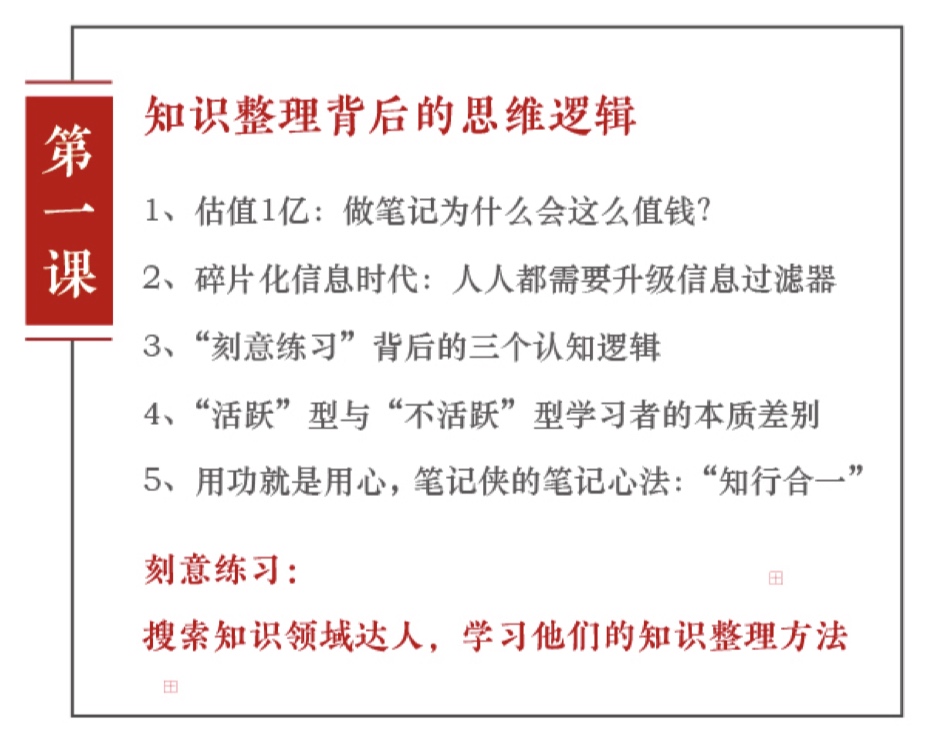 第一课
知识整理背后的思维逻辑
1、估值1亿：做笔记为什么会这么值钱？
2、碎片化信息时代：人人都需要升级信息过滤器
3、“刻意练习”背后的三个认知逻辑
4、“活跃”型与“不活跃”型学习者的本质差别
5、用功就是用心，笔记侠的笔记心法：“知行合一”
刻意练习：
搜索知识领域达人，学习他们的知识整理方法